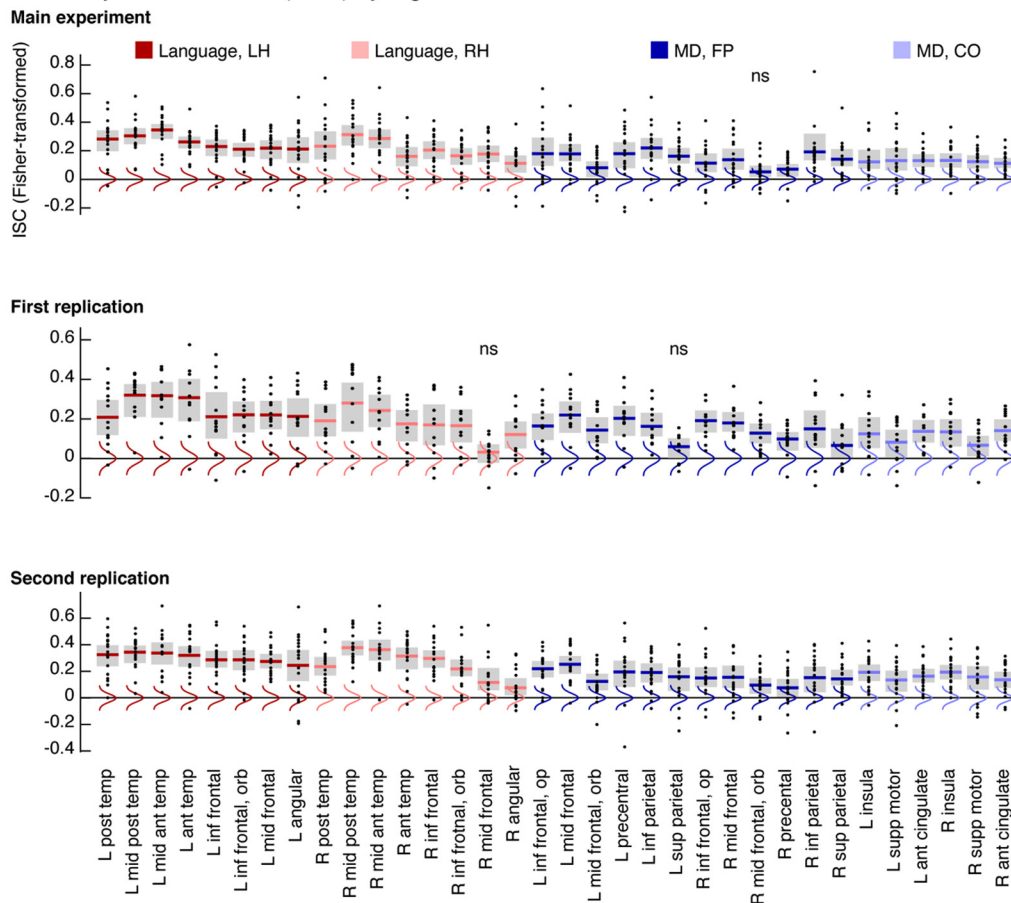 Main experiment
Language, LH
Language, RH
MD, FP
MD, CO
ISC (Fisher-transformed)
0.8
0.6
0.4
0.2
0
-0.2
ns
First replication
0.6
0.4
0.2
0
-0.2
ns
ns
Second replication
0.6
0.4
0.2
0
-0.2
-0.4
L post temp
L mid post temp
L mid ant temp
L ant temp
L inf frontal
L inf frontal, orb
L mid frontal
L angular
R post temp
R mid post temp
R mid ant temp
R ant temp
R inf frontal
R inf frotnal, orb
R mid frontal
R angular
L inf frontal, op
L mid frontal
L mid frontal, orb
L precentral
L inf parietal
L sup parietal
R inf frontal, op
R mid frontal
R mid frontal, orb
R precental
R inf parietal
R sup parietal
L insula
L supp motor
L ant cingulate
R insula
R supp motor
R ant cingulate